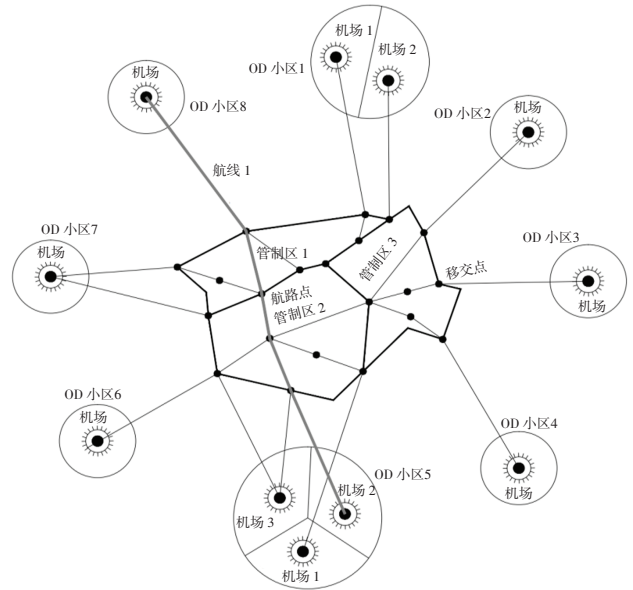 机场 1
机场 2
OD 小区1
机场
OD 小区8
OD 小区2
机场
航线 1
OD 小区7
机场
管制区 1
管制区 3
OD 小区3
移交点
机场
航路点
管制区 2
OD 小区6
机场
OD 小区4
机场
OD 小区5
机场 2
机场 3
机场 1